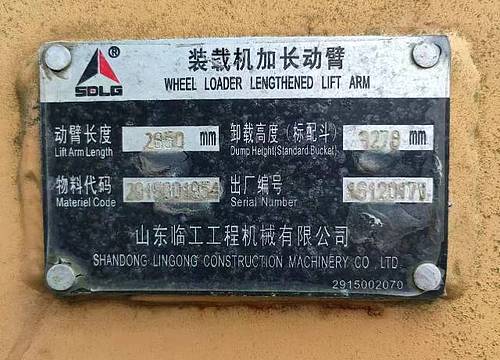 装载机加长动臂
® SDLG WHEEL LOADER LENGTHENED LIFT ARM
动臂长度 2850 mm 卸载高度(标配斗) mm
Lift Arm Length Dump Height(Standard Bucket)
物料代码 出厂编号
Materiel Code Serial Number
山东临工工程机械有限公司
SHANDONG LINGONG CONSTRUCTION MACHINERY CO LTD
2915002070